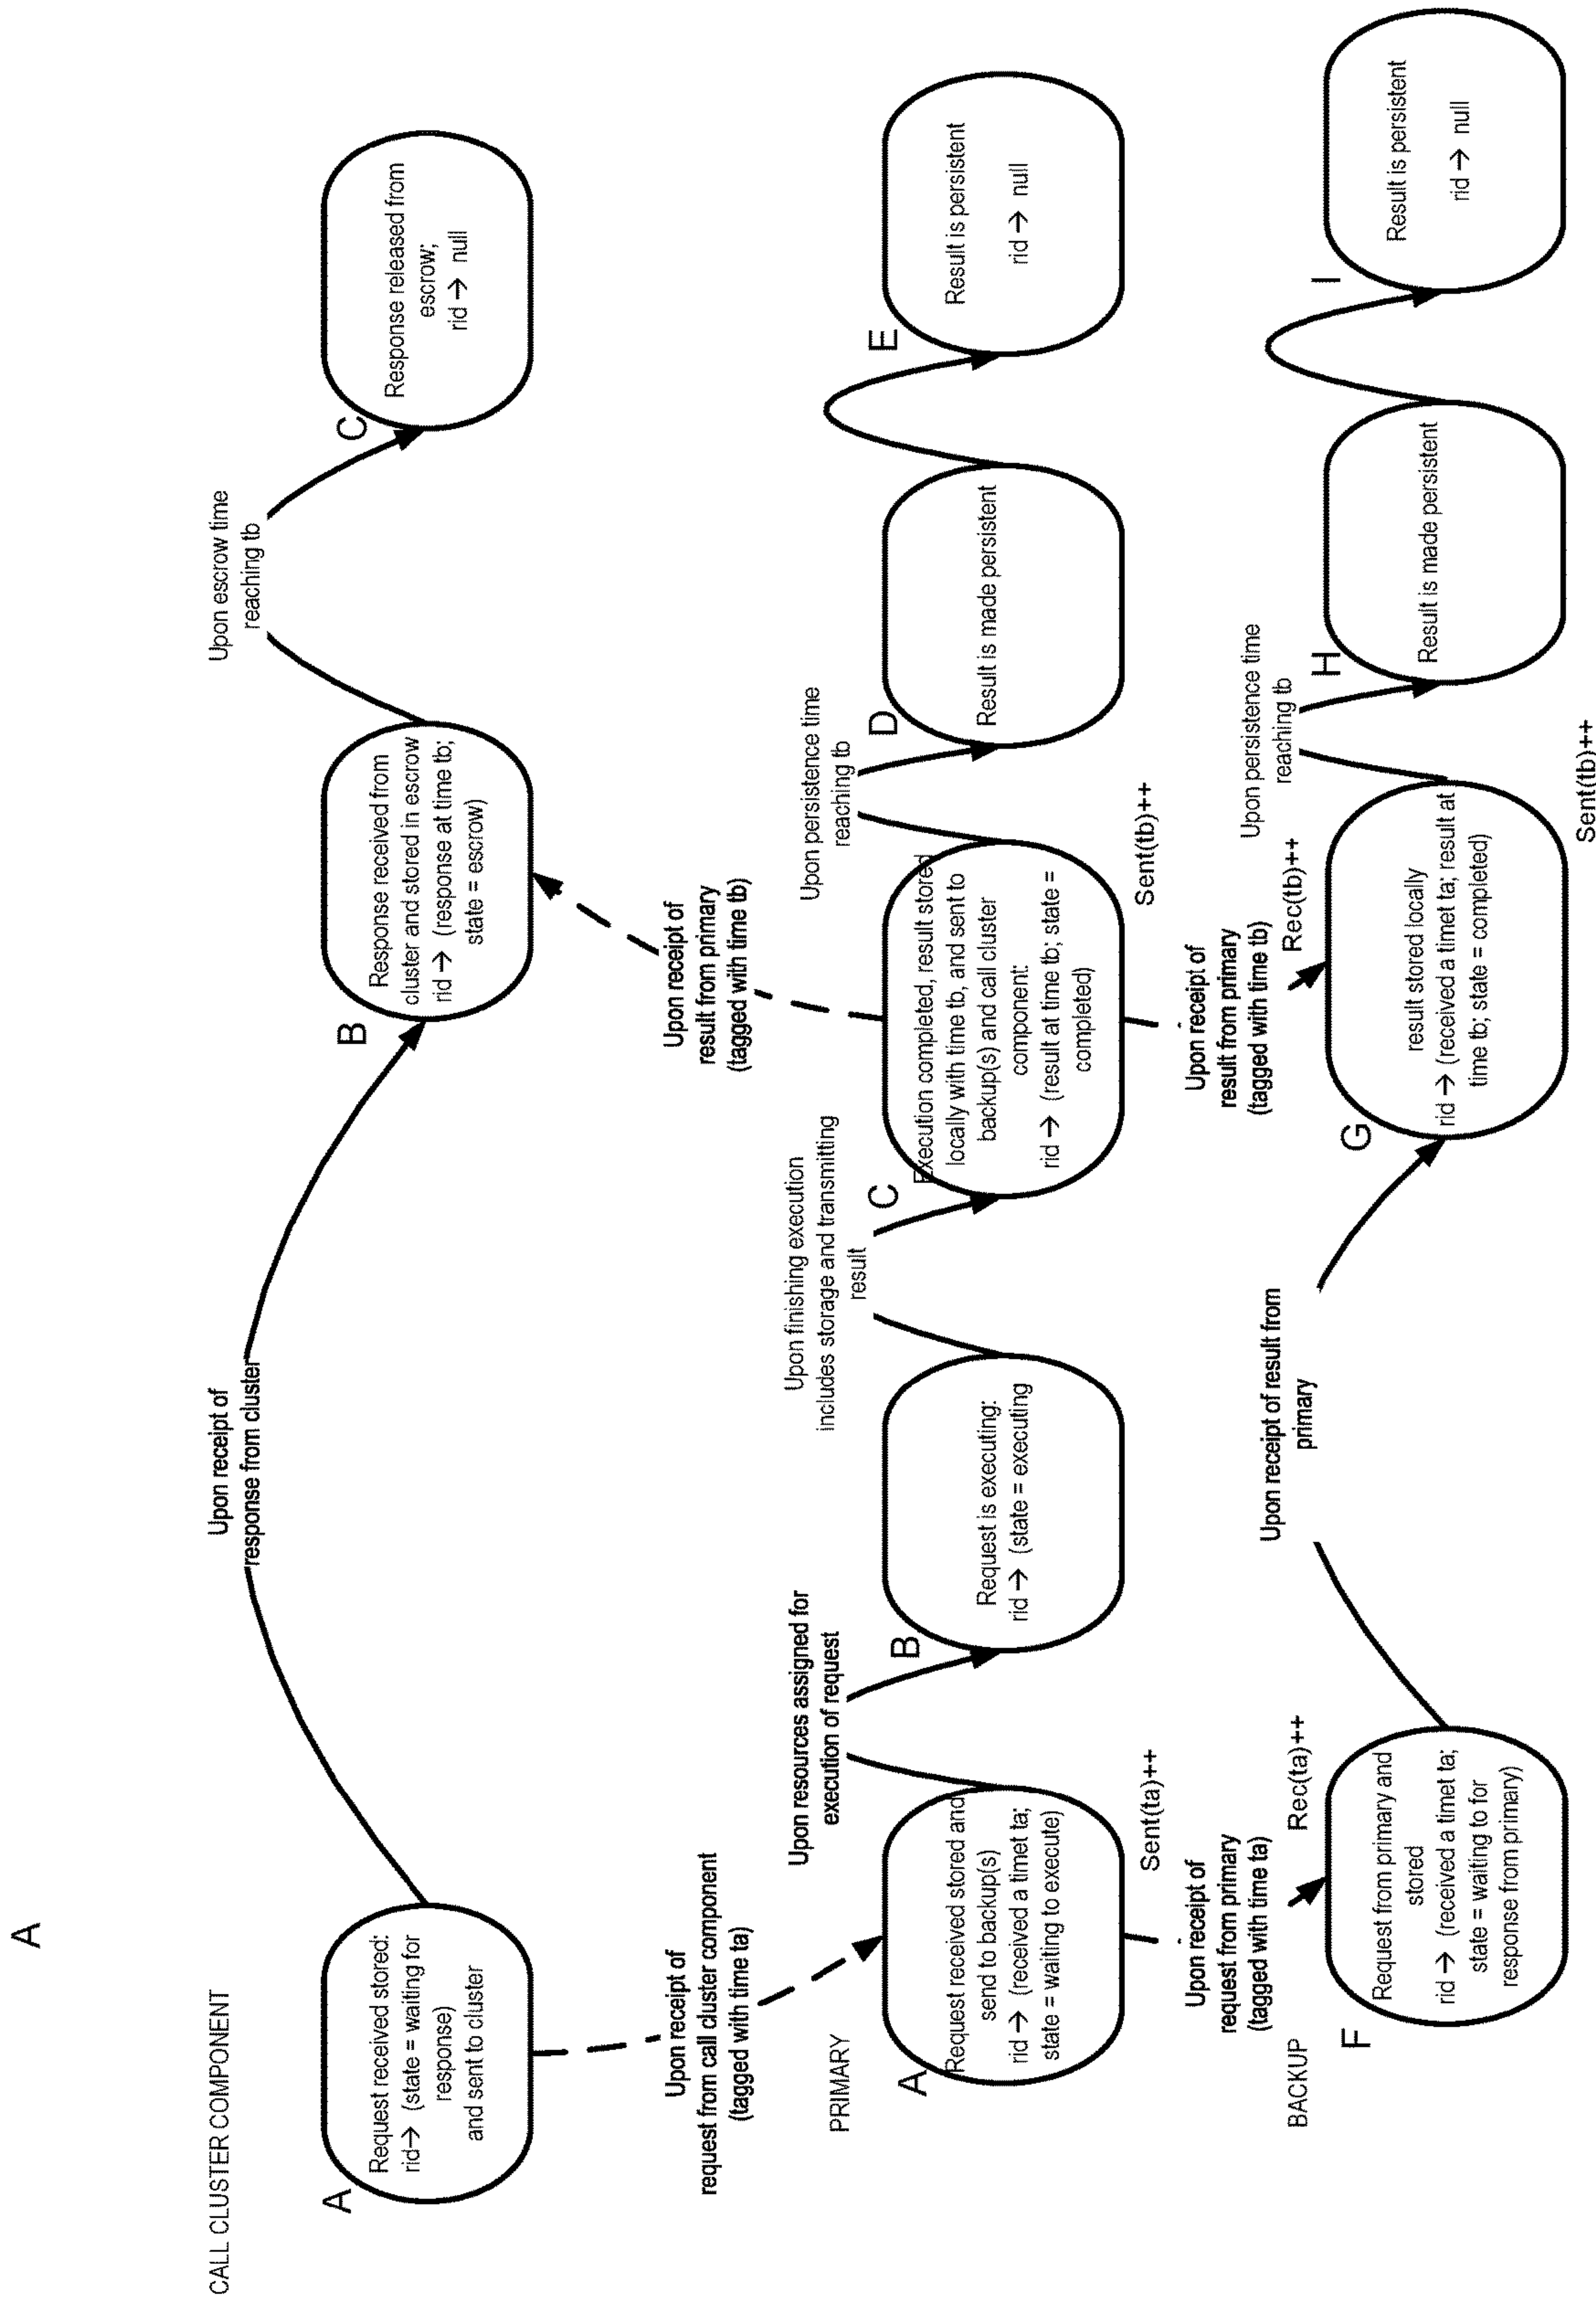 A
CALL CLUSTER COMPONENT
A
Request received stored:
rid→ (state = waiting for
response)
and sent to cluster
Upon receipt of
response from cluster
B
Response received from
cluster and stored in escrow
rid → (response at time tb;
state = escrow)
Upon escrow time
reaching tb
C
Response released from
escrow;
rid → null
Upon receipt of
request from call cluster component
(tagged with time ta)
Upon receipt of
result from primary
(tagged with time tb)
PRIMARY
A
Request received stored and
send to backup(s)
rid → (received a timet ta;
state = waiting to execute)
Sent(ta)++
Upon resources assigned for
execution of request
B
Request is executing:
rid → (state = executing
Upon finishing execution
includes storage and transmitting
result
C
Execution completed, result stored
locally with time tb, and sent to
backup(s) and call cluster
component:
rid → (result at time tb; state =
completed)
Sent(tb)++
Upon persistence time
reaching tb
D
Result is made persistent
E
Result is persistent
rid → null
Upon receipt of
request from primary
(tagged with time ta)
Rec(ta)++
Upon receipt of
result from primary
(tagged with time tb)
Rec(tb)++
BACKUP
F
Request from primary and
stored
rid → (received a timet ta;
state = waiting to for
response from primary)
Upon receipt of result from
primary
G
result stored locally
rid → (received a timet ta; result at
time tb; state = completed)
Sent(tb)++
Upon persistence time
reaching tb
H
Result is made persistent
I
Result is persistent
rid → null